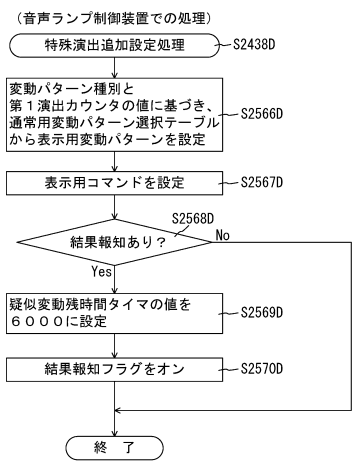 （音声ランプ制御装置での処理）
特殊演出追加設定処理
S2438D
変動パターン種別と
第１演出カウンタの値に基づき、
通常用変動パターン選択テーブル
から表示用変動パターンを設定
S2566D
表示用コマンドを設定
S2567D
S2568D
結果報知あり？
No
Yes
疑似変動残時間タイマの値を
６０００に設定
S2569D
結果報知フラグをオン
S2570D
終　了